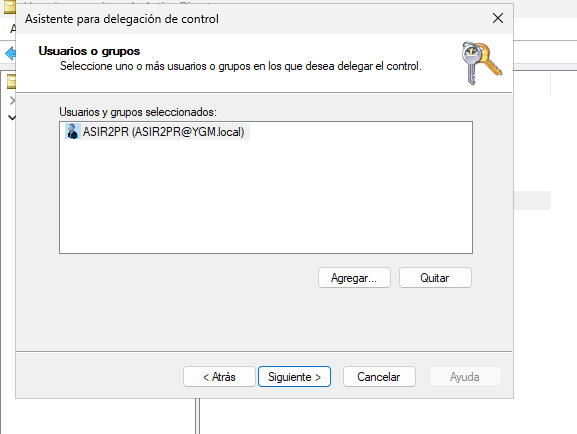 Asistente para delegación de control
Usuarios o grupos
Seleccione uno o más usuarios o grupos en los que desea delegar el control.
Usuarios y grupos seleccionados:
ASIR2PR (ASIR2PR@YGM.local)
Agregar...
Quitar
< Atrás
Siguiente >
Cancelar
Ayuda